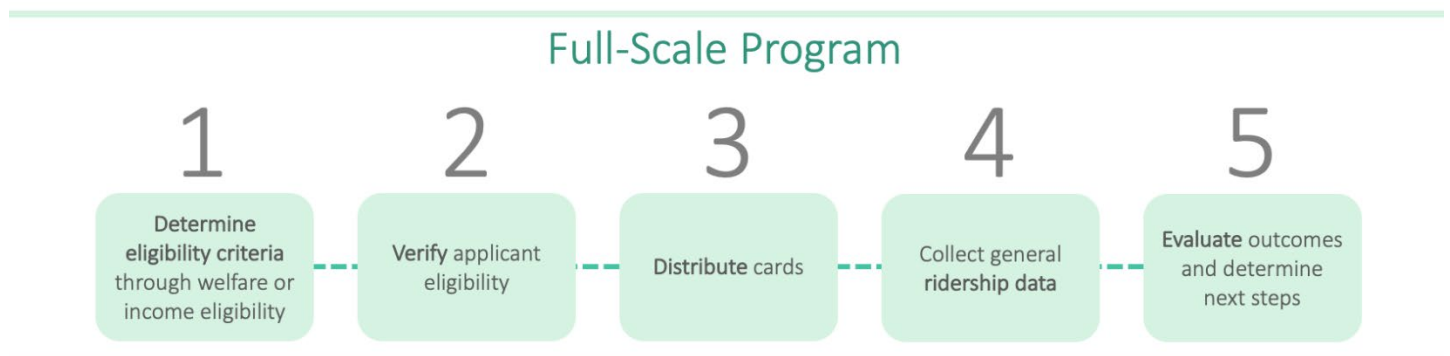 Full-Scale Program
1
2
3
4
5
Determine
eligibility criteria
through welfare or
income eligibility
Verify applicant
eligibility
Distribute cards
Collect general
ridership data
Evaluate outcomes
and determine
next steps